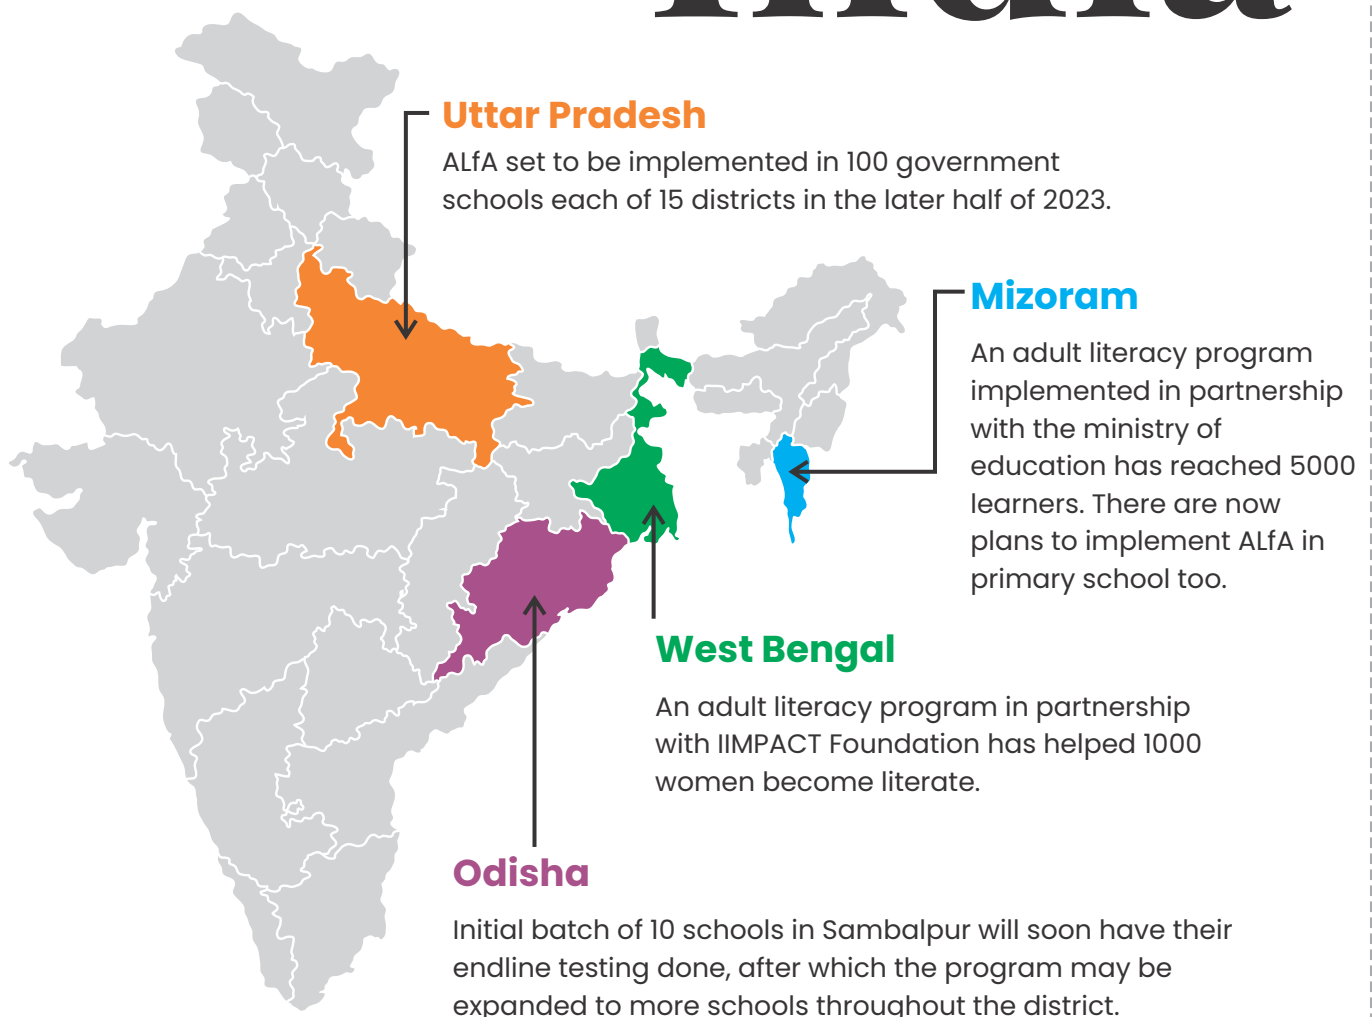 India
Uttar Pradesh
ALfA set to be implemented in 100 government
schools each of 15 districts in the later half of 2023.
Mizoram
An adult literacy program
implemented in partnership
with the ministry of
education has reached 5000
learners. There are now
plans to implement ALfA in
primary school too.
West Bengal
An adult literacy program in partnership
with IIMPACT Foundation has helped 1000
women become literate.
Odisha
Initial batch of 10 schools in Sambalpur will soon have their
endline testing done, after which the program may be
expanded to more schools throughout the district.